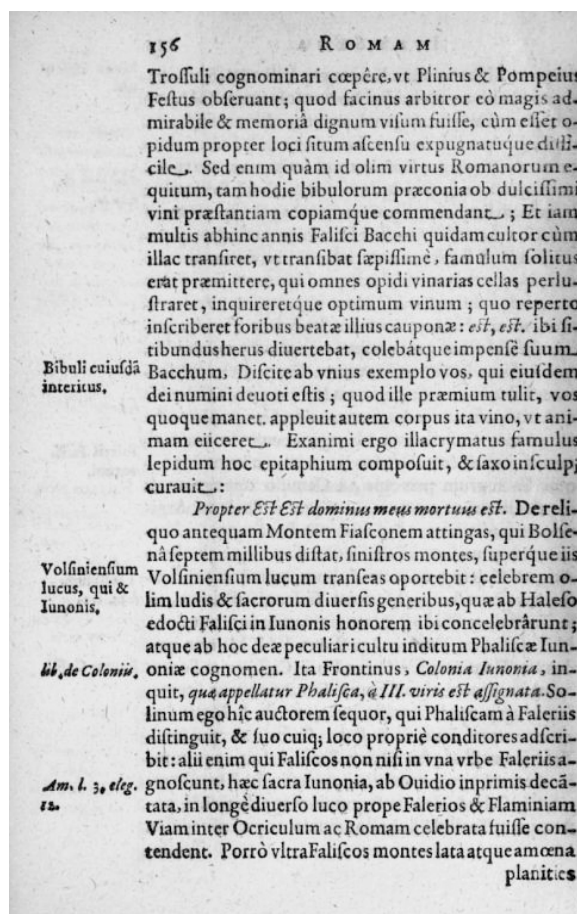 156 ROMAM
Troſſuli cognominari cœpêre, vt Plinius & Pompeius
Feſtus obſeruant; quod facinus arbitror eò magis ad-
mirabile & memoriâ dignum viſum fuiſſe, cùm eſſet o-
pidum propter loci ſitum aſcenſu expugnatuque diffi-
cile. Sed enim quàm id olim virtus Romanorum e-
quitum, tam hodie bibulorum præconia ob dulciſſimi
vini præſtantiam copiamq́ue commendant; Et iam
multis abhinc annis Faliſci Bacchi quidam cultor cùm
illac tranſiret, vt tranſibat ſæpiſſimè, famulum ſolitus
erat præmittere, qui omnes opidi vinarias cellas perlu-
ſtraret, inquireretq́ue optimum vinum; quo reperto
inſcriberet foribus beatæ illius cauponæ: eſt, eſt. ibi ſi-
tibundus herus diuertebat, colebátque impensè ſuum
Bibuli cuiuſdã
interitus.
Bacchum. Diſcite ab vnius exemplo vos, qui eiuſdem
dei numini deuoti eſtis; quod ille præmium tulit, vos
quoque manet. appleuit autem corpus ita vino, vt ani-
mam eiiceret. Exanimi ergo illacrymatus famulus
lepidum hoc epitaphium compoſuit, & ſaxo inſculpi
curauit:
Propter Eſt Eſt dominus meus mortuus eſt. De reli-
quo antequam Montem Fiaſconem attingas, qui Bolſe-
nâ ſeptem millibus diſtat, ſiniſtros montes, ſuperque iis
Volſinienſium
lucus, qui &
Iunonis.
Volſinienſium lucum tranſeas oportebit: celebrem o-
lim ludis & ſacrorum diuerſis generibus, quæ ab Haleſo
edocti Faliſci in Iunonis honorem ibi concelebrârunt;
atque ab hoc deæ peculiari cultu inditum Phaliſcæ Iun-
lib. de Coloniis.
oniæ cognomen. Ita Frontinus, Colonia Iunonia, in-
quit, quæ appellatur Phaliſca, à III. viris eſt aſſignata. So-
linum ego hîc auctorem ſequor, qui Phaliſcam à Faleriis
diſtinguit, & ſuo cuiq; loco propriè conditores adſcri-
bit: alii enim qui Faliſcos non niſi in vna vrbe Faleriis a-
Am. l. 3. eleg.
12.
gnoſcunt, hæc ſacra Iunonia, ab Ouidio inprimis decã-
tata, in longè diuerſo luco prope Falerios & Flaminiam
Viam inter Ocriculum ac Romam celebrata fuiſſe con-
tendent. Porrò vltra Faliſcos montes lata atque amœna
planities